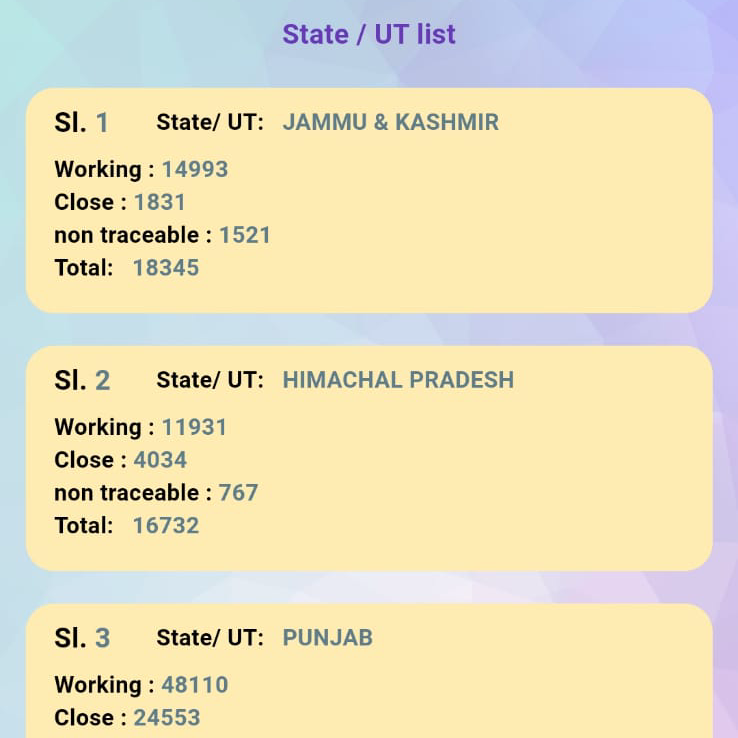 State / UT list
Sl. 1 State/ UT: JAMMU & KASHMIR
Working : 14993
Close : 1831
non traceable : 1521
Total: 18345
Sl. 2 State/ UT: HIMACHAL PRADESH
Working : 11931
Close : 4034
non traceable : 767
Total: 16732
Sl. 3 State/ UT: PUNJAB
Working : 48110
Close : 24553